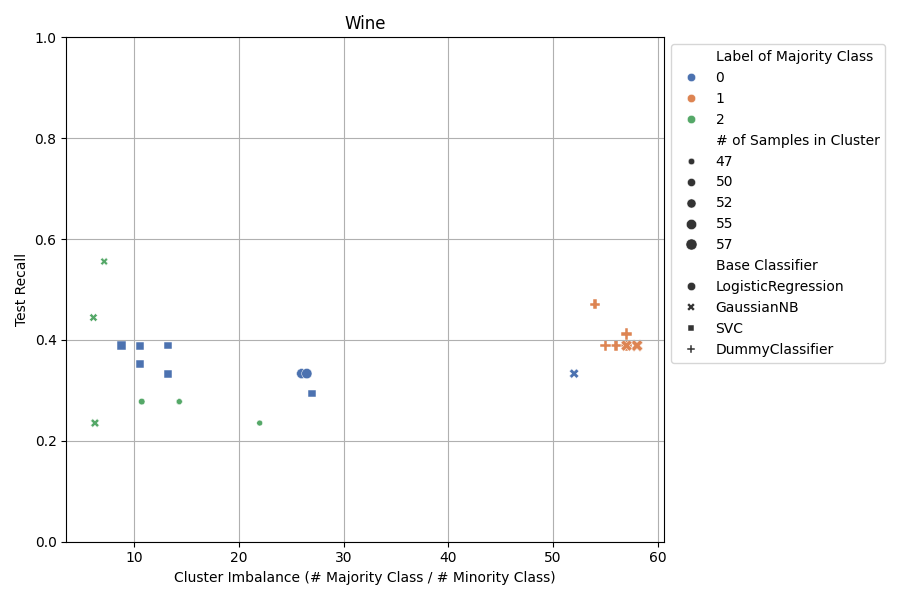 Wine
1.0
0.8
0.6
0.4
0.2
0.0
Test Recall
10
20
30
40
50
60
Cluster Imbalance (# Majority Class / # Minority Class)
Label of Majority Class
0
1
2
# of Samples in Cluster
47
50
52
55
57
Base Classifier
LogisticRegression
GaussianNB
SVC
DummyClassifier